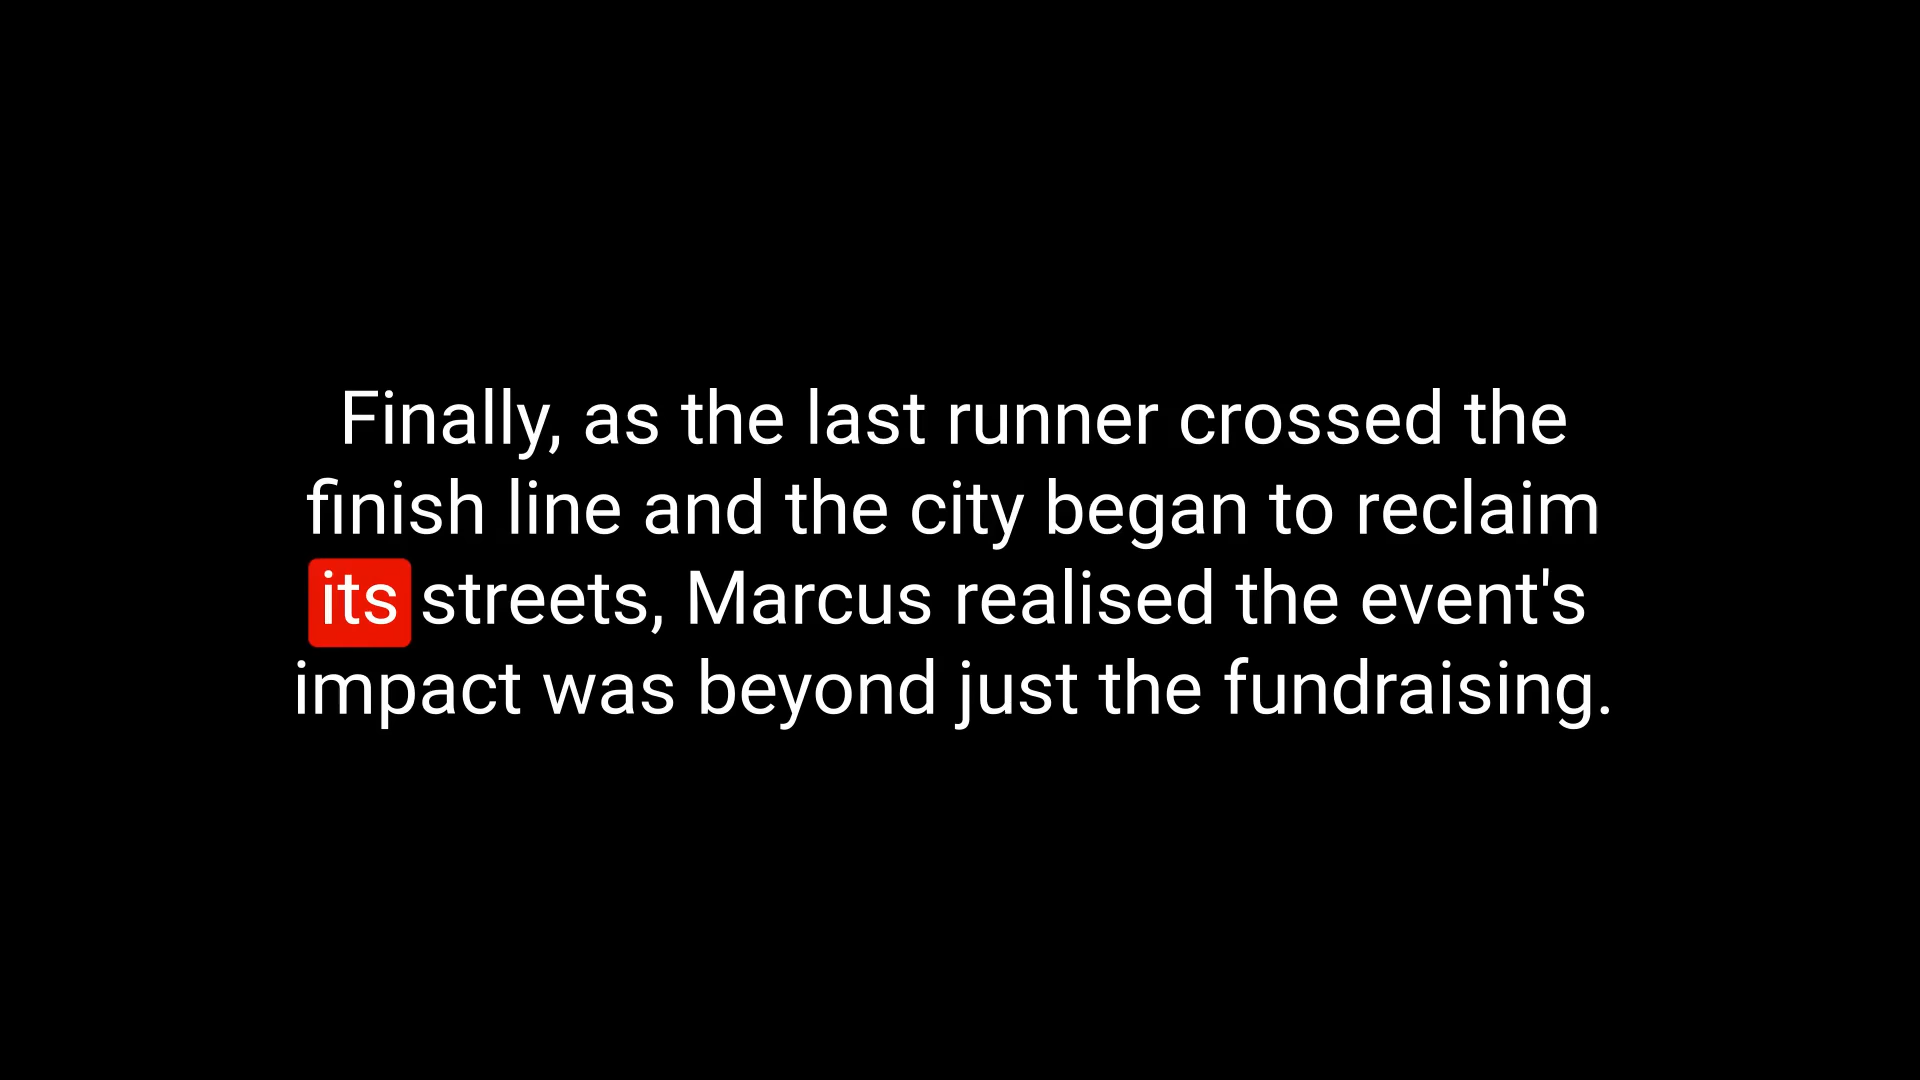 Finally, as the last runner crossed the
finish line and the city began to reclaim
its streets, Marcus realised the event's
impact was beyond just the fundraising.